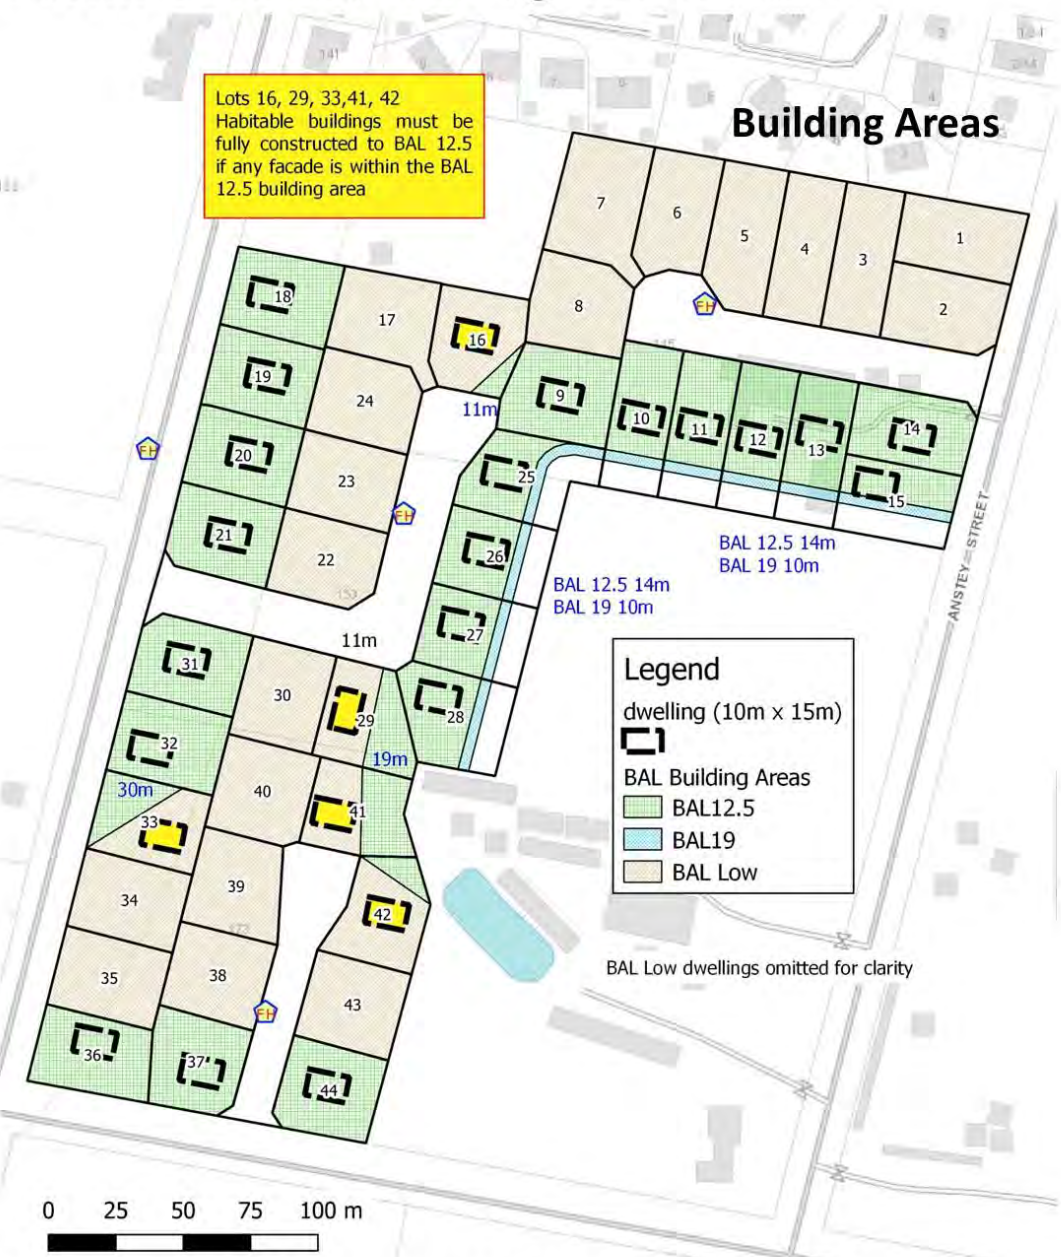 Building Areas
Lots 16, 29, 33,41, 42
Habitable buildings must be
fully constructed to BAL 12.5
if any facade is within the BAL
12.5 building area
7
6
5
4
3
1
2
8
FH
18
17
16
19
24
9
11m
10
11
12
13
14
15
20
FH
23
25
21
FH
22
26
BAL 12.5 14m
BAL 19 10m
BAL 12.5 14m
BAL 19 10m
ANSTEY STREET
153
27
11m
31
30
29
28
32
19m
30m
40
41
33
34
39
42
173
35
38
43
FH
36
37
44
Legend
dwelling (10m x 15m)
BAL Building Areas
BAL12.5
BAL19
BAL Low
BAL Low dwellings omitted for clarity
0 25 50 75 100 m